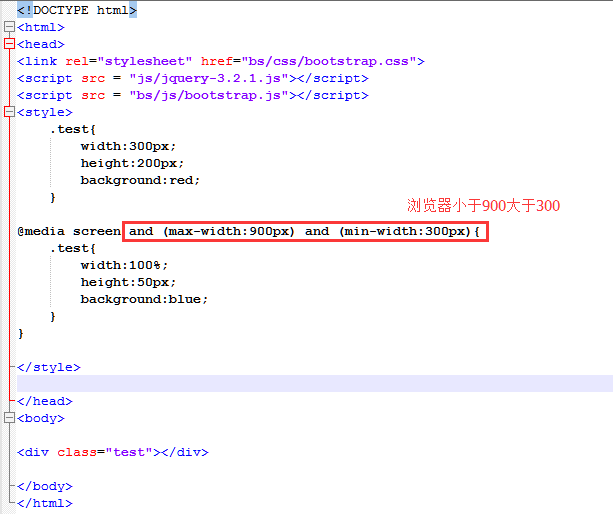 <!DOCTYPE html>
<html>
<head>
<link rel="stylesheet" href="bs/css/bootstrap.css">
<script src = "js/jquery-3.2.1.js"></script>
<script src = "bs/js/bootstrap.js"></script>
<style>
    .test{
        width:300px;
        height:200px;
        background:red;
    }
浏览器小于900大于300
@media screen and (max-width:900px) and (min-width:300px){
    .test{
        width:100%;
        height:50px;
        background:blue;
    }
}
</style>
</head>
<body>
<div class="test"></div>
</body>
</html>